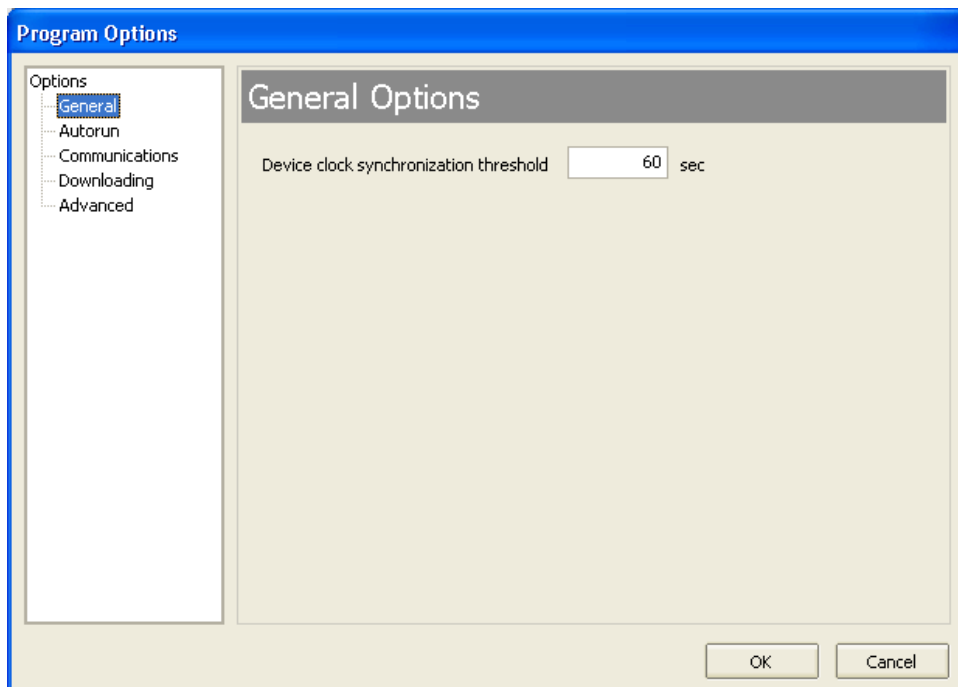 Program Options
Options
General
Autorun
Communications
Downloading
Advanced
General Options
Device clock synchronization threshold 60 sec
OK Cancel